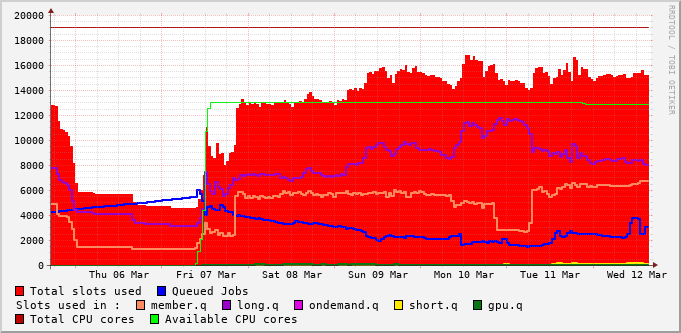 20000
18000
16000
14000
12000
10000
8000
6000
4000
2000
0
Thu 06 Mar Fri 07 Mar Sat 08 Mar Sun 09 Mar Mon 10 Mar Tue 11 Mar Wed 12 Mar
Total slots used Queued Jobs
Slots used in : member.q long.q ondemand.q short.q gpu.q
Total CPU cores Available CPU cores
RRDTOOL / TOBI OETIKER